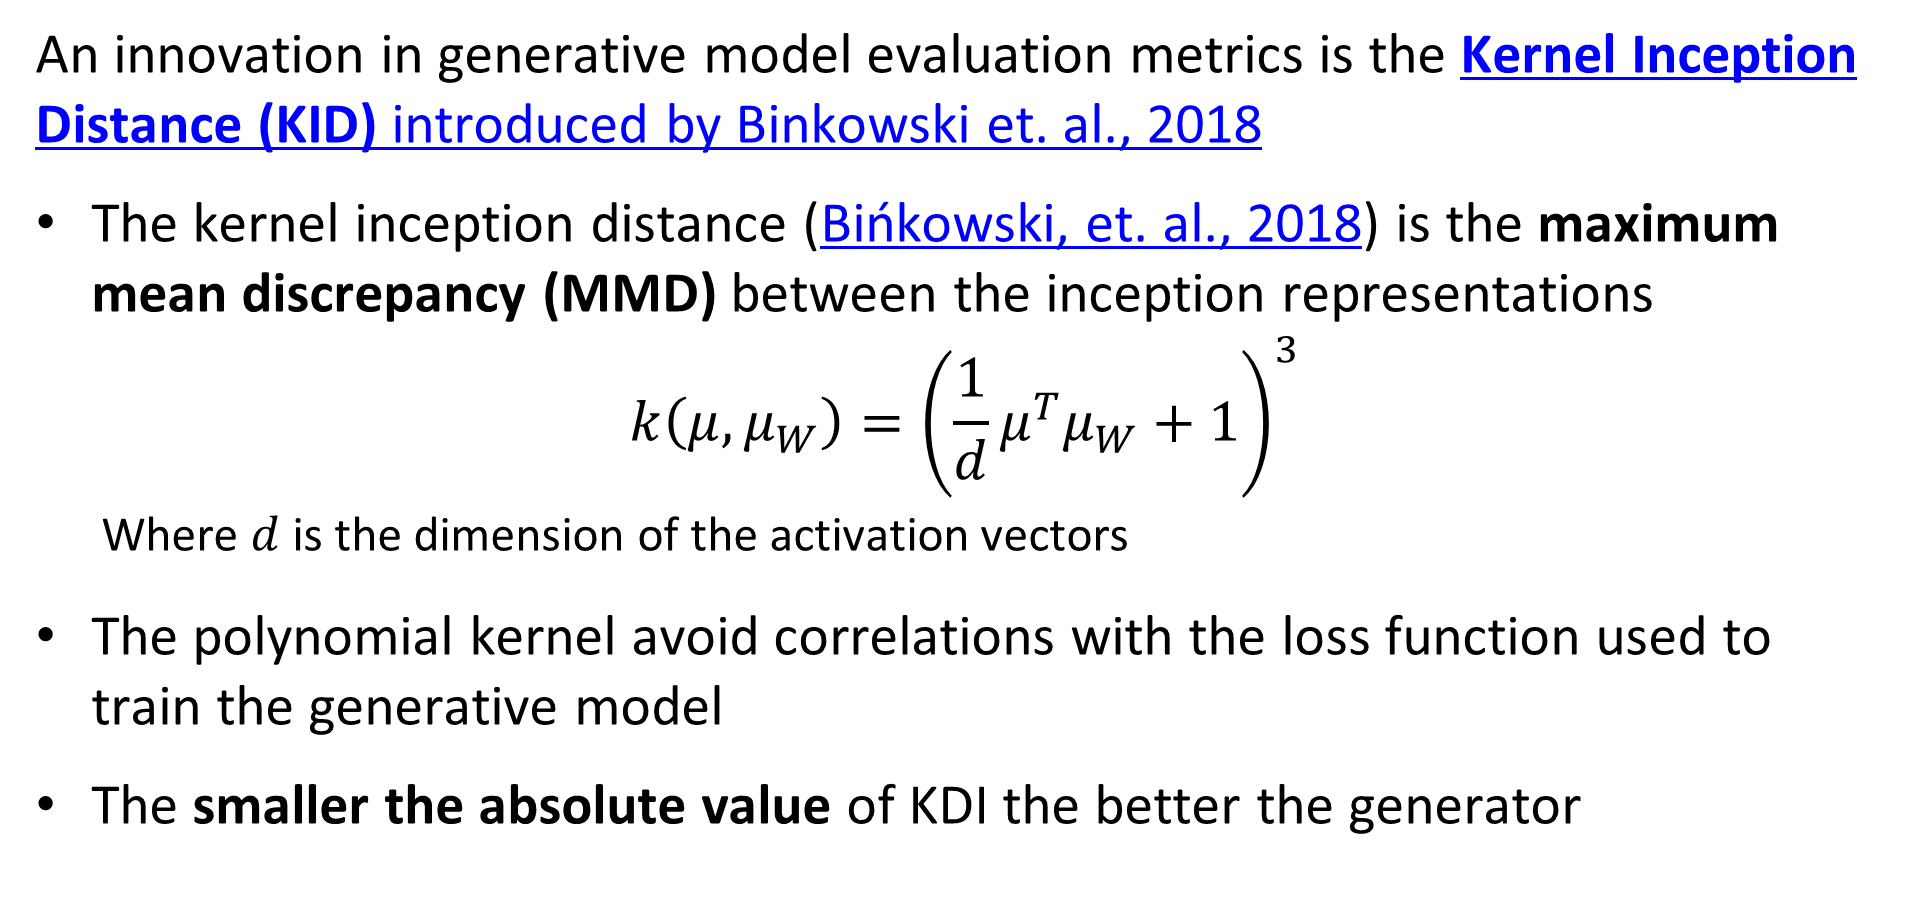 An innovation in generative model evaluation metrics is the Kernel Inception
Distance (KID) introduced by Binkowski et. al., 2018
• The kernel inception distance (Bińkowski, et. al., 2018) is the maximum
mean discrepancy (MMD) between the inception representations
k(μ, μ_W) = (1/d μ^T μ_W + 1)^3
Where d is the dimension of the activation vectors
• The polynomial kernel avoid correlations with the loss function used to
train the generative model
• The smaller the absolute value of KDI the better the generator